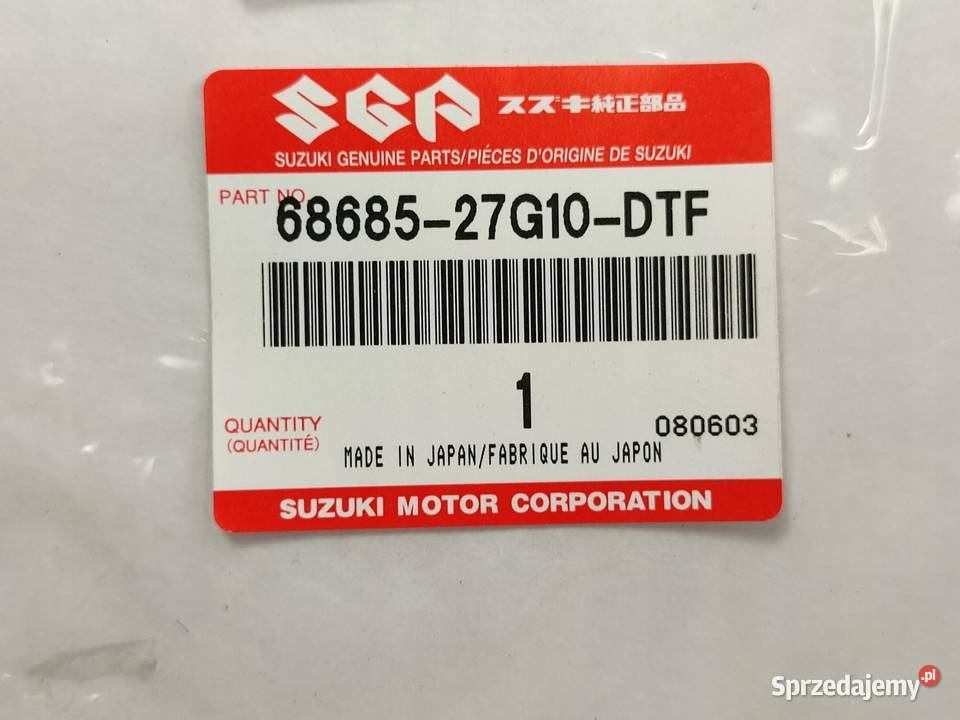 SGP スズキ純正部品
SUZUKI GENUINE PARTS/PIÉCES D'ORIGINE DE SUZUKI
PART NO.
68685-27G10-DTF
1
QUANTITY
(QUANTITÉ)
080603
MADE IN JAPAN/FABRIQUE AU JAPON
SUZUKI MOTOR CORPORATION
Sprzedajemy.pl